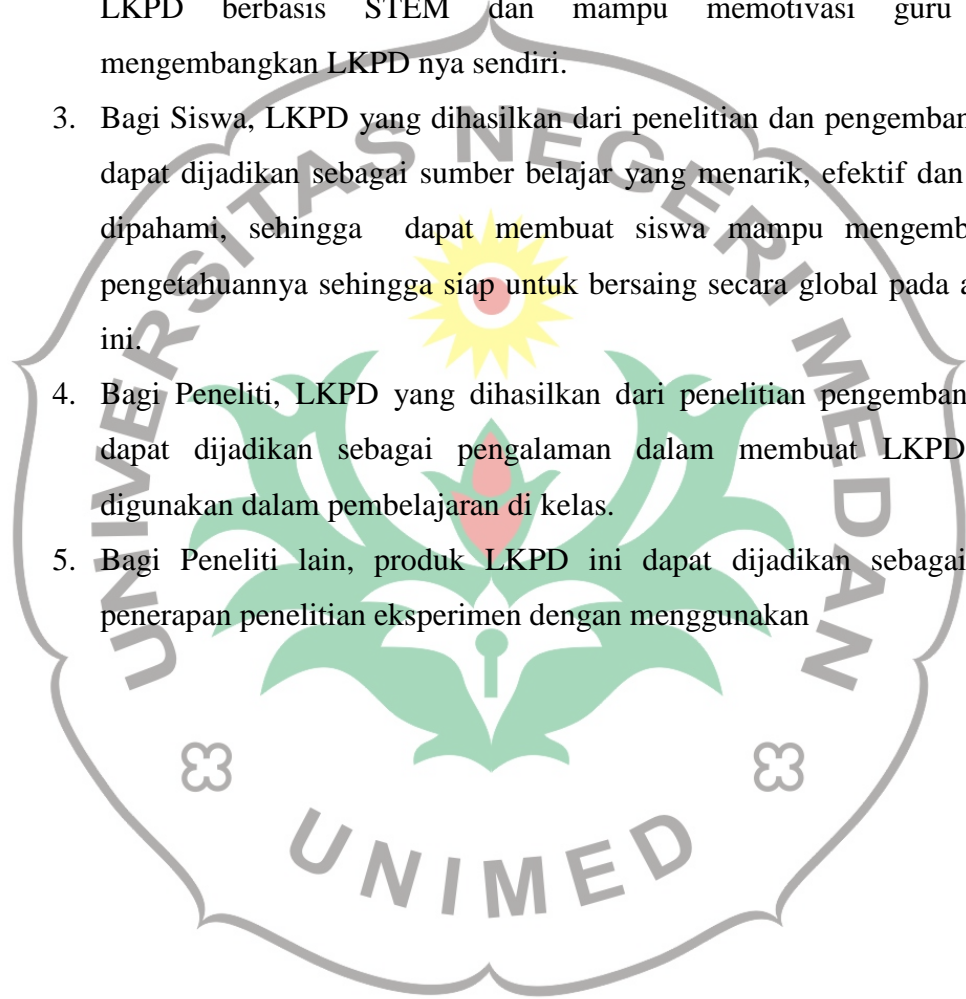 LKPD berbasis STEM dan mampu memotivasi guru
mengembangkan LKPD nya sendiri.
3. Bagi Siswa, LKPD yang dihasilkan dari penelitian dan
dapat dijadikan sebagai sumber belajar yang menarik, efektif dan
dipahami, sehingga dapat membuat siswa mampu
pengetahuannya sehingga siap untuk bersaing secara global pada
ini.
4. Bagi Peneliti, LKPD yang dihasilkan dari penelitian
dapat dijadikan sebagai pengalaman dalam membuat LKPD
digunakan dalam pembelajaran di kelas.
5. Bagi Peneliti lain, produk LKPD ini dapat dijadikan sebagai
penerapan penelitian eksperimen dengan menggunakan
UNIVERSITAS NEGERI MEDAN
UNIMED